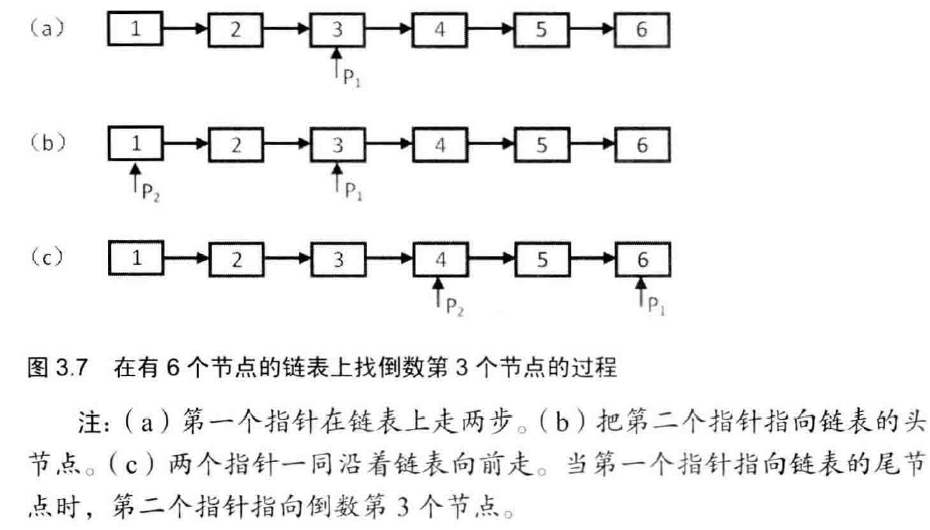 (a) 1 2 3 4 5 6
P₁
(b) 1 2 3 4 5 6
P₂ P₁
(c) 1 2 3 4 5 6
P₂ P₁
图 3.7 在有 6 个节点的链表上找倒数第 3 个节点的过程
注:(a)第一个指针在链表上走两步。(b)把第二个指针指向链表的头
节点。(c)两个指针一同沿着链表向前走。当第一个指针指向链表的尾节
点时，第二个指针指向倒数第 3 个节点。